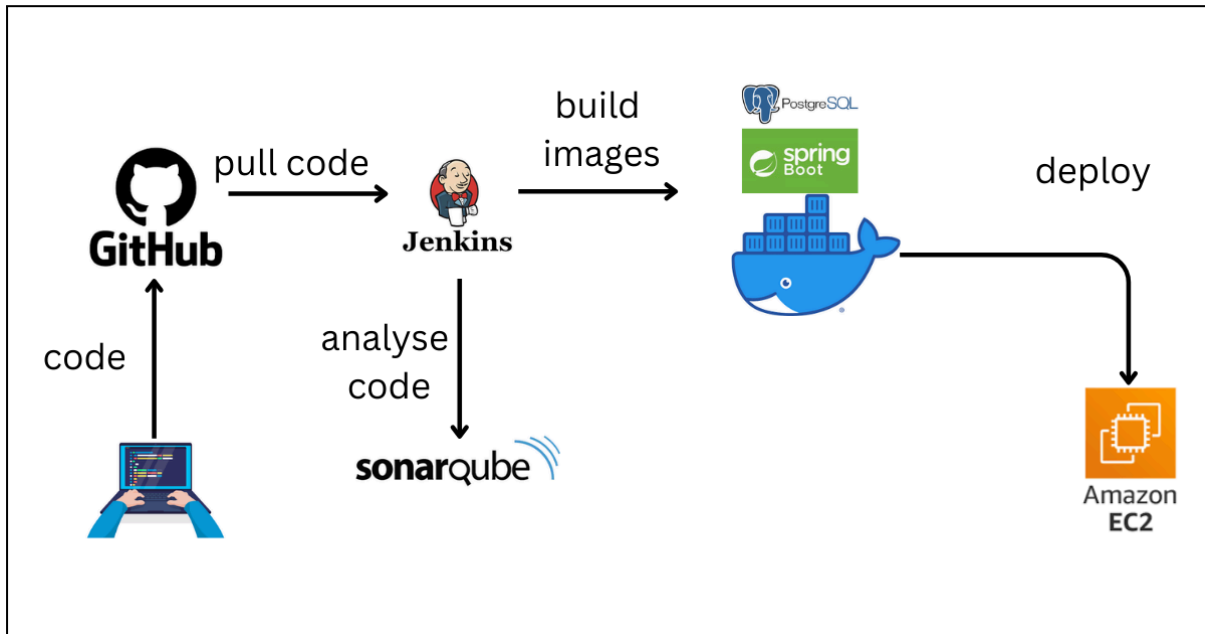 code
GitHub
pull code
Jenkins
analyse
code
sonarqube
build
images
PostgreSQL
spring
Boot
deploy
Amazon
EC2